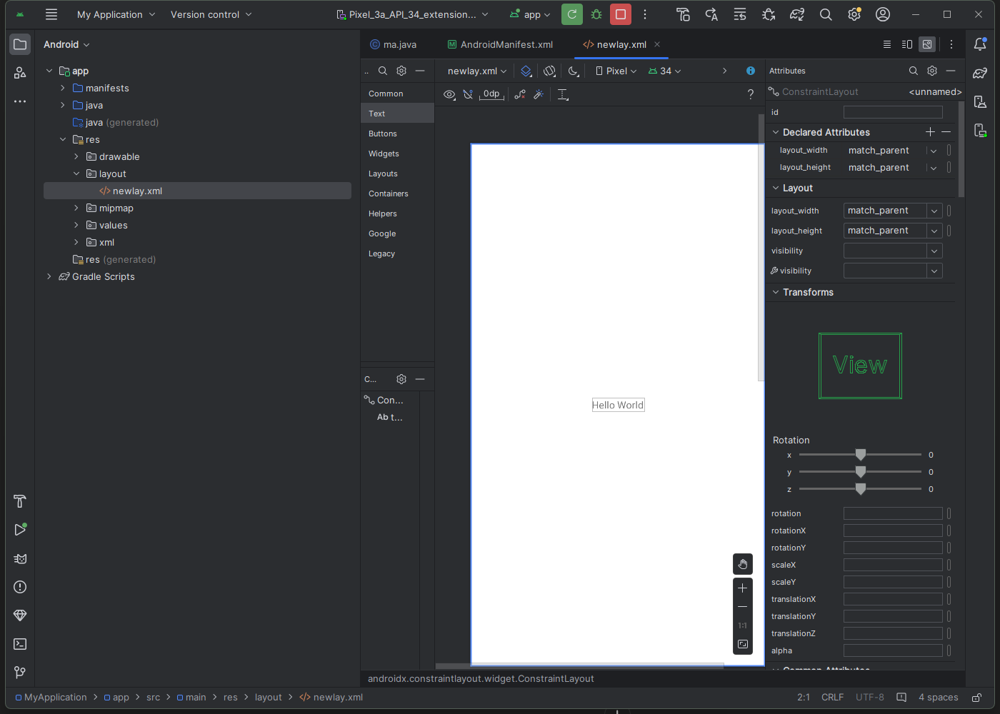 My Application
Version control
Pixel_3a_API_34_extension...
app
Android
ma.java
AndroidManifest.xml
newlay.xml
app
manifests
java
java (generated)
res
drawable
layout
newlay.xml
mipmap
values
xml
res (generated)
Gradle Scripts
..
Common
Text
Buttons
Widgets
Layouts
Containers
Helpers
Google
Legacy
C...
Con...
Ab t...
newlay.xml
Pixel
34
0dp
?
Hello World
1:1
Attributes
ConstraintLayout
<unnamed>
id
Declared Attributes
layout_width match_parent
layout_height match_parent
Layout
layout_width match_parent
layout_height match_parent
visibility
visibility
Transforms
View
Rotation
x 0
y 0
z 0
rotation
rotationX
rotationY
scaleX
scaleY
translationX
translationY
translationZ
alpha
Common Attributes
androidx.constraintlayout.widget.ConstraintLayout
MyApplication > app > src > main > res > layout > newlay.xml
2:1 CRLF UTF-8 4 spaces